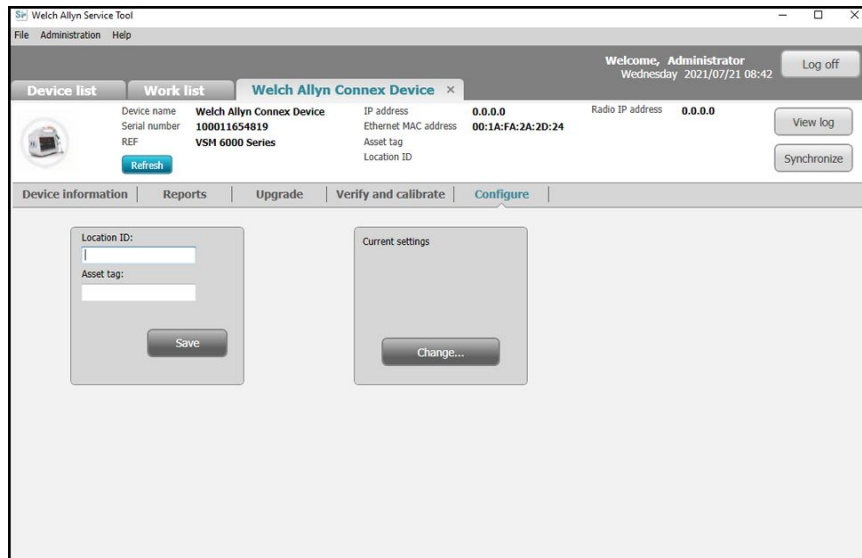 Welch Allyn Service Tool
File Administration Help
Welcome, Administrator
Wednesday 2021/07/21 08:42
Log off
Device list
Work list
Welch Allyn Connex Device ×
Device name Welch Allyn Connex Device
Serial number 100011654819
REF VSM 6000 Series
Refresh
IP address 0.0.0.0
Ethernet MAC address 00:1A:FA:2A:2D:24
Asset tag
Location ID
Radio IP address 0.0.0.0
View log
Synchronize
Device information | Reports | Upgrade | Verify and calibrate | Configure |
Location ID:
Asset tag:
Save
Current settings
Change...